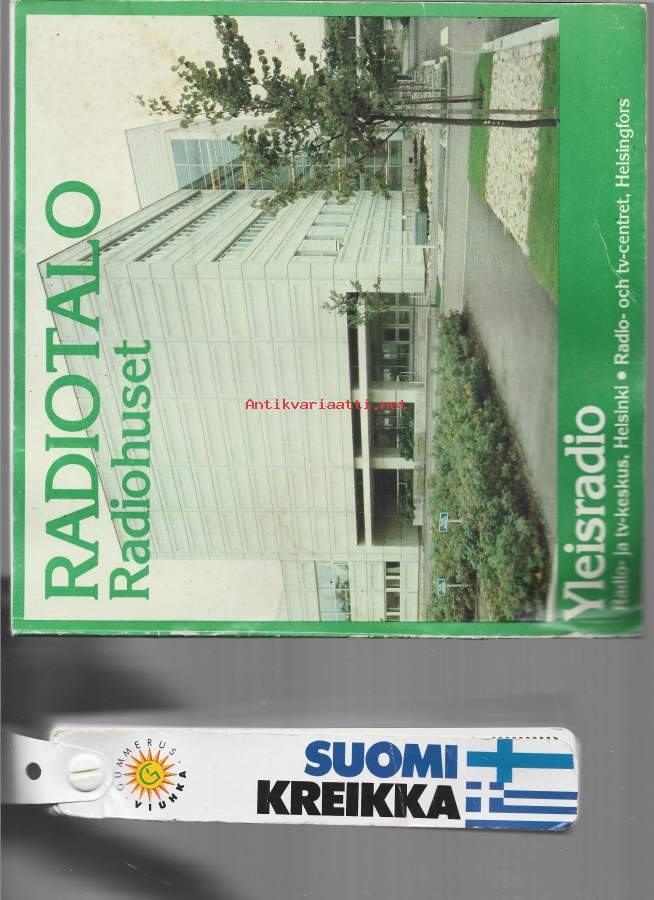 RADIOTALO
Radiohuset
Antikvariaatti.net
Yleisradio
Radio- ja tv-keskus, Helsinki • Radio- och tv-centret, Helsingfors
GUMMERUS
VIUHKA
SUOMI
KREIKKA